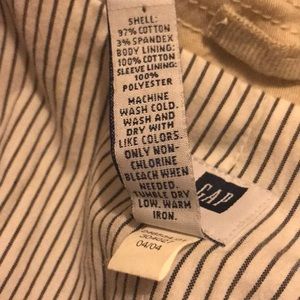 SHELL:
97% COTTON
3% SPANDEX
BODY LINING:
100% COTTON
SLEEVE LINING:
100%
POLYESTER
MACHINE
WASH COLD.
WASH AND
DRY WITH
LIKE COLORS.
ONLY NON-
CHLORINE
BLEACH WHEN
NEEDED.
TUMBLE DRY
LOW. WARM
IRON.
GAP
04/04